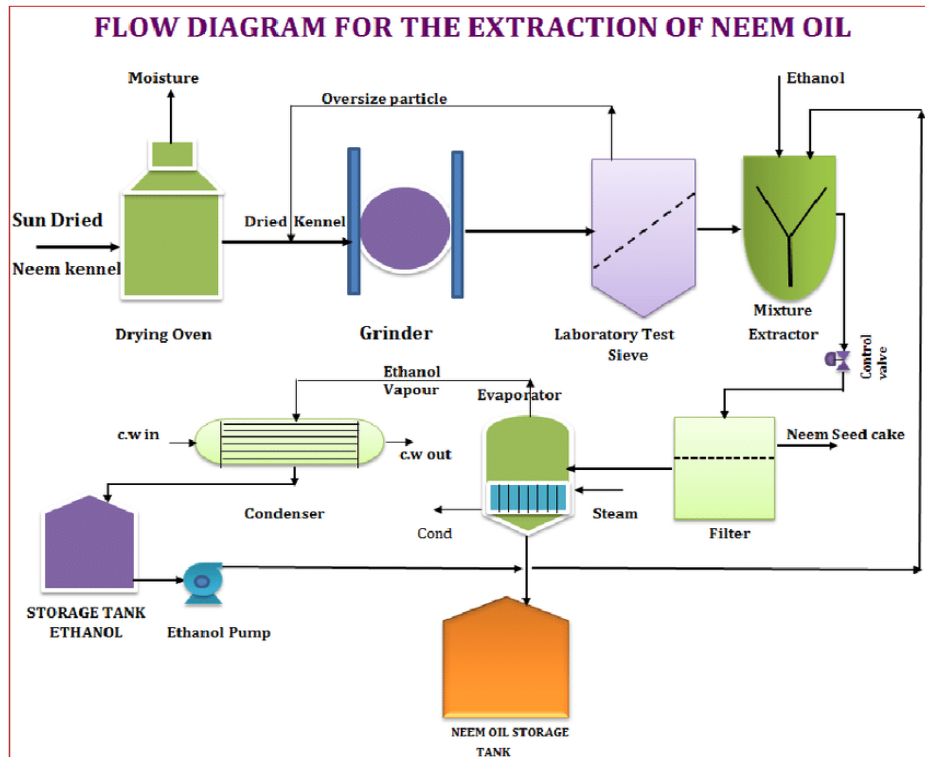 FLOW DIAGRAM FOR THE EXTRACTION OF NEEM OIL
Moisture
Oversize particle
Ethanol
Sun Dried
Neem kennel
Dried Kennel
Drying Oven
Grinder
Laboratory Test
Sieve
Mixture
Extractor
Control
valve
Ethanol
Vapour
Evaporator
c.w in
c.w out
Neem Seed cake
Condenser
Cond
Steam
Filter
STORAGE TANK
ETHANOL
Ethanol Pump
NEEM OIL STORAGE
TANK